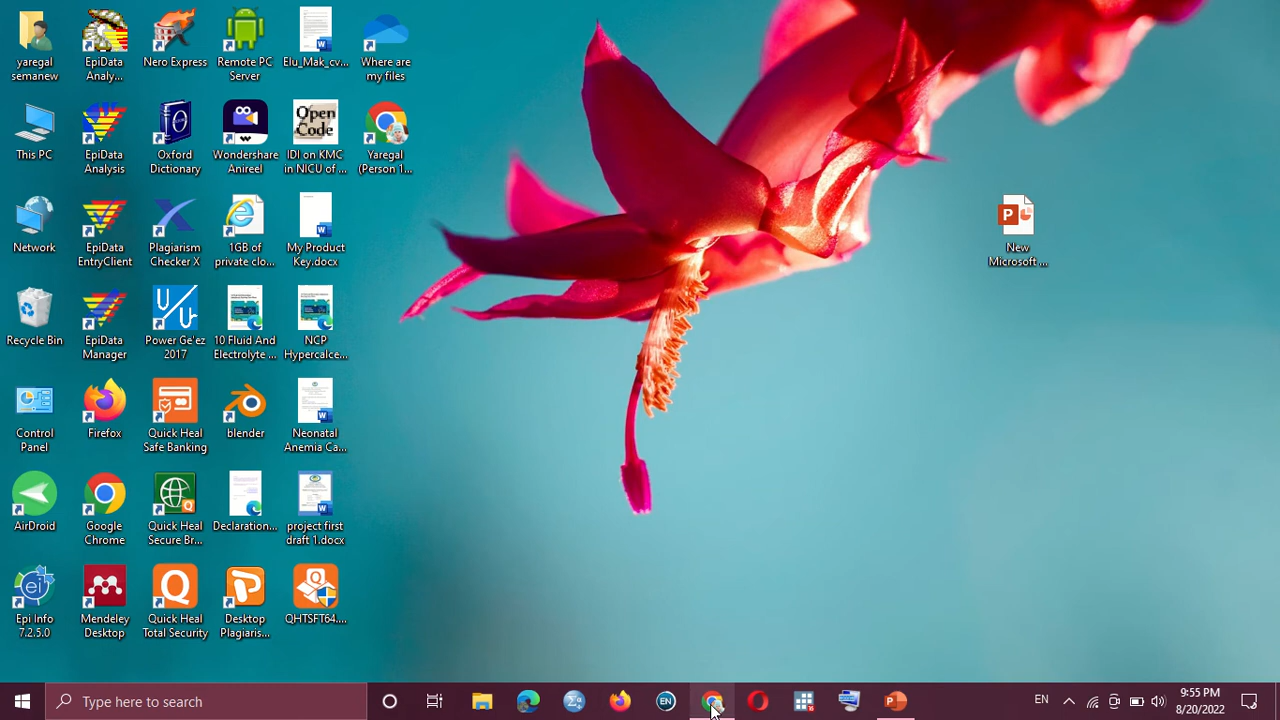 yaregal
semanew
EpiData
Analy...
Nero Express
Remote PC
Server
Elu_Mak_cv...
Where are
my files
This PC
EpiData
Analysis
Oxford
Dictionary
Wondershare
Anireel
Open
Code
IDI on KMC
in NICU of ...
Yaregal
(Person 1...
Network
EpiData
EntryClient
Plagiarism
Checker X
1GB of
private clo...
My Product
Key.docx
New
Microsoft ...
Recycle Bin
EpiData
Manager
Power Ge'ez
2017
10 Fluid And
Electrolyte ...
NCP
Hypercalce...
Control
Panel
Firefox
Quick Heal
Safe Banking
blender
Neonatal
Anemia Ca...
AirDroid
Google
Chrome
Quick Heal
Secure Br...
Declaration...
project first
draft 1.docx
Epi Info
7.2.5.0
Mendeley
Desktop
Quick Heal
Total Security
Desktop
Plagiaris...
QHTSFT64....
Type here to search
EN
EN
9:55 PM
8/20/2022